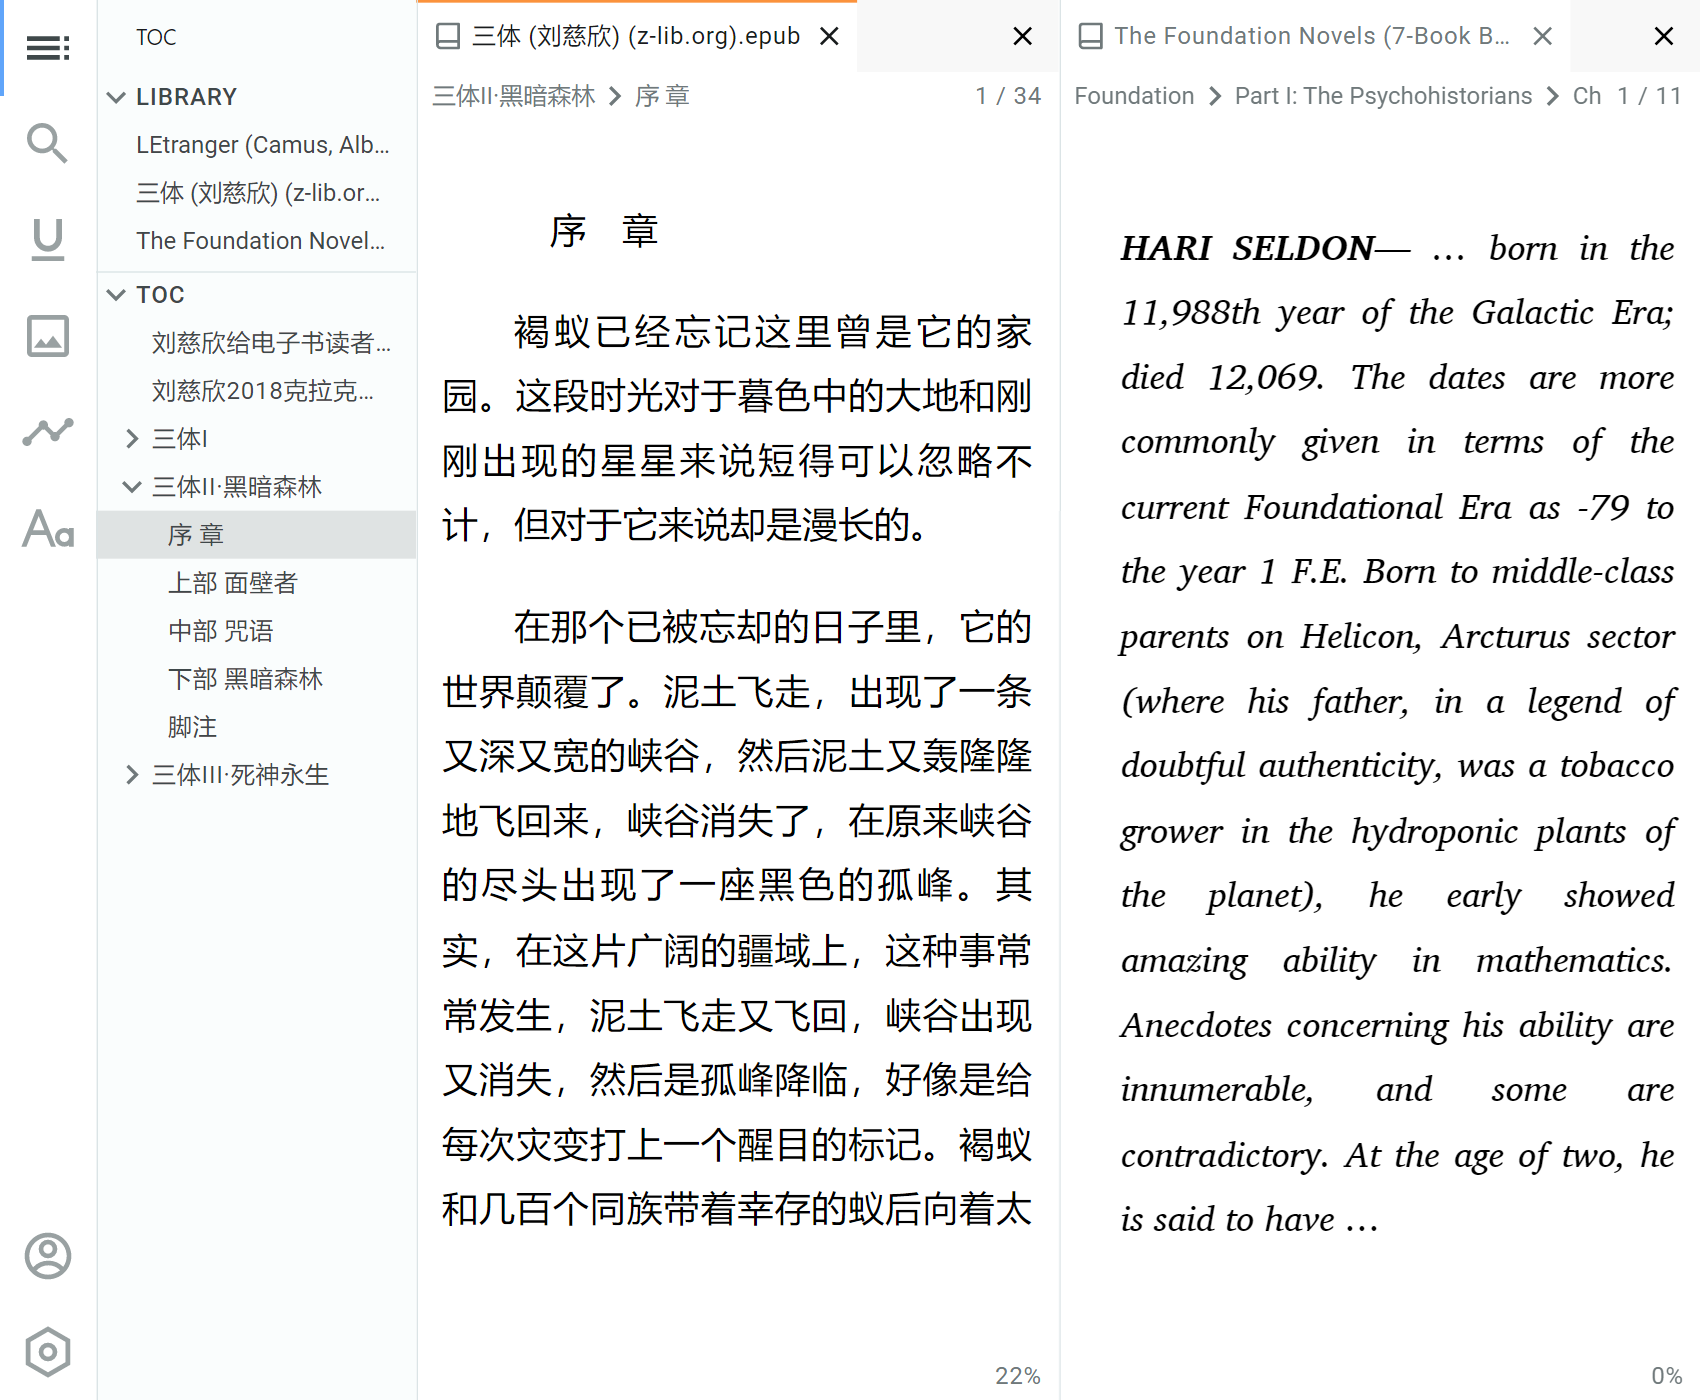 TOC
LIBRARY
LEtranger (Camus, Alb...
三体 (刘慈欣) (z-lib.or...
The Foundation Novel...
TOC
刘慈欣给电子书读者...
刘慈欣2018克拉克...
三体I
三体II·黑暗森林
序 章
上部 面壁者
中部 咒语
下部 黑暗森林
脚注
三体III·死神永生
Aa
三体 (刘慈欣) (z-lib.org).epub
三体II·黑暗森林 序 章 1 / 34
序 章
褐蚁已经忘记这里曾是它的家
园。这段时光对于暮色中的大地和刚
刚出现的星星来说短得可以忽略不
计，但对于它来说却是漫长的。
在那个已被忘却的日子里，它的
世界颠覆了。泥土飞走，出现了一条
又深又宽的峡谷，然后泥土又轰隆隆
地飞回来，峡谷消失了，在原来峡谷
的尽头出现了一座黑色的孤峰。其
实，在这片广阔的疆域上，这种事常
常发生，泥土飞走又飞回，峡谷出现
又消失，然后是孤峰降临，好像是给
每次灾变打上一个醒目的标记。褐蚁
和几百个同族带着幸存的蚁后向着太
22%
The Foundation Novels (7-Book B...
Foundation Part I: The Psychohistorians Ch 1 / 11
HARI SELDON— … born in the
11,988th year of the Galactic Era;
died 12,069. The dates are more
commonly given in terms of the
current Foundational Era as -79 to
the year 1 F.E. Born to middle-class
parents on Helicon, Arcturus sector
(where his father, in a legend of
doubtful authenticity, was a tobacco
grower in the hydroponic plants of
the planet), he early showed
amazing ability in mathematics.
Anecdotes concerning his ability are
innumerable, and some are
contradictory. At the age of two, he
is said to have …
0%